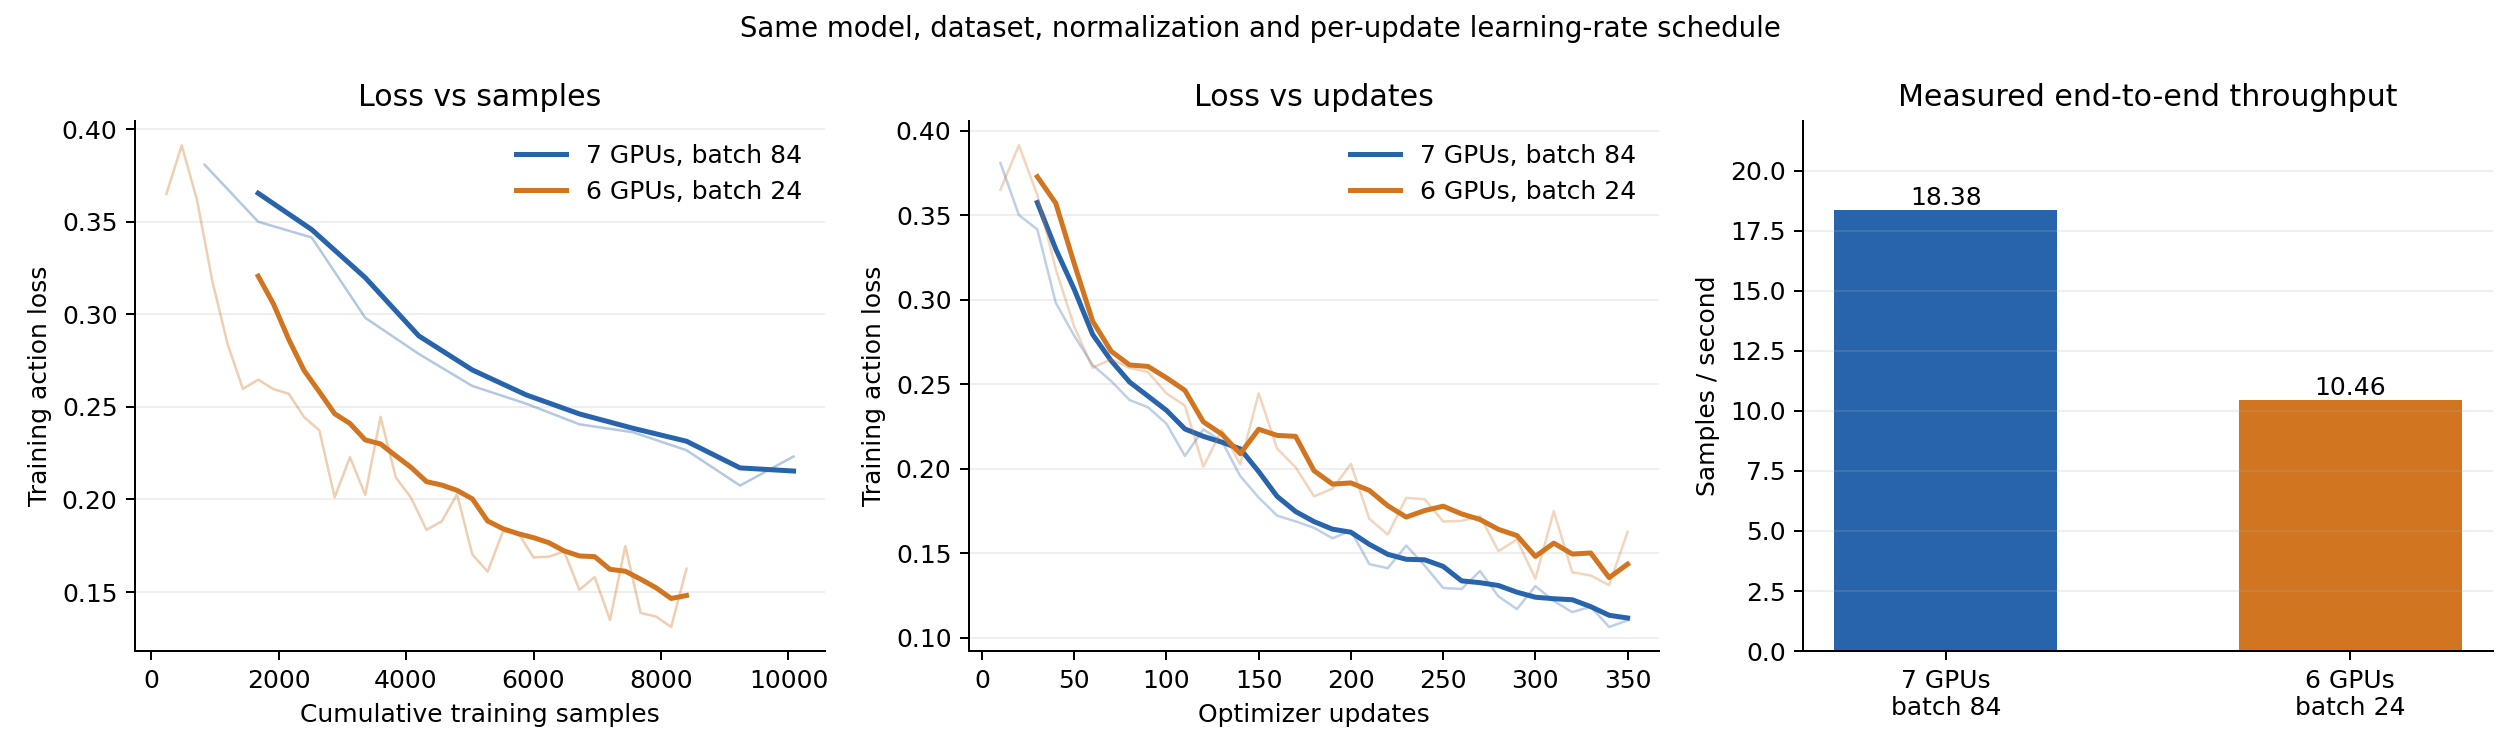 Same model, dataset, normalization and per-update learning-rate schedule
Loss vs samples
Training action loss
0.40
0.35
0.30
0.25
0.20
0.15
7 GPUs, batch 84
6 GPUs, batch 24
0
2000
4000
6000
8000
10000
Cumulative training samples
Loss vs updates
Training action loss
0.40
0.35
0.30
0.25
0.20
0.15
0.10
7 GPUs, batch 84
6 GPUs, batch 24
0
50
100
150
200
250
300
350
Optimizer updates
Measured end-to-end throughput
Samples / second
20.0
17.5
15.0
12.5
10.0
7.5
5.0
2.5
0.0
18.38
10.46
7 GPUs
batch 84
6 GPUs
batch 24